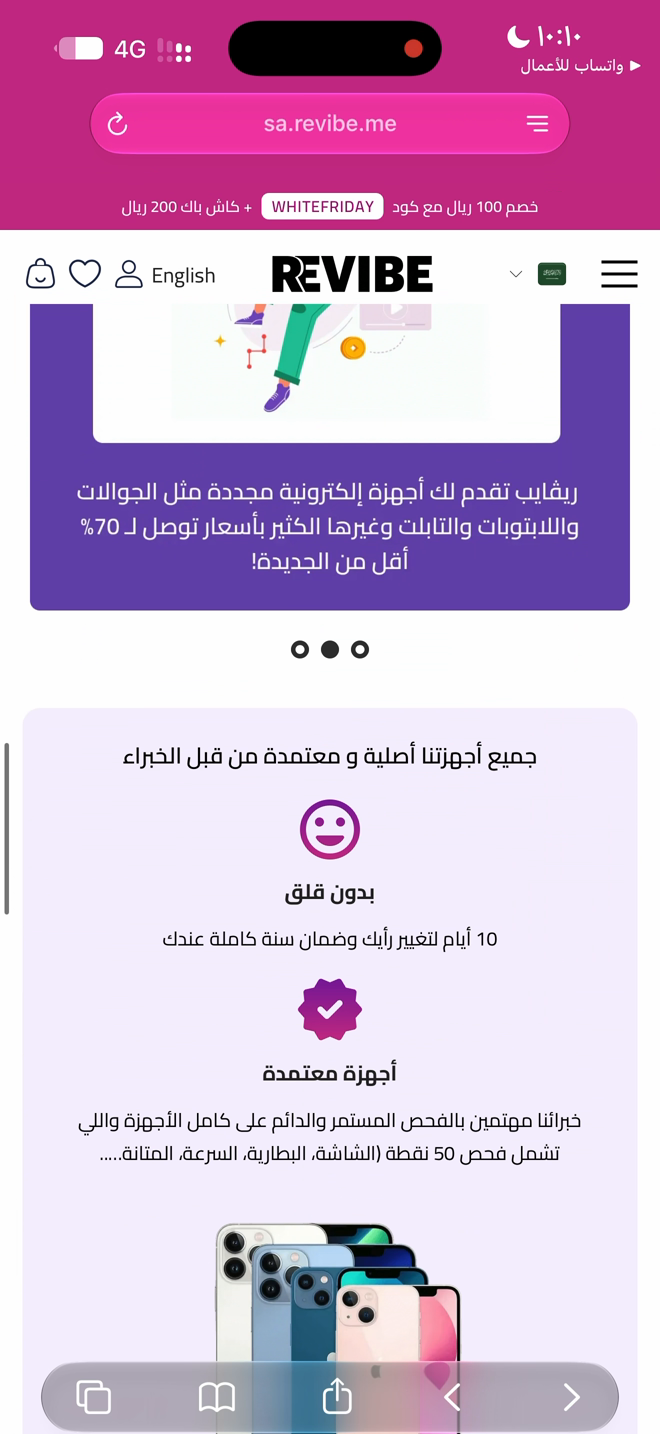 ١٠:١٠
4G
◀ واتساب للأعمال
sa.revibe.me
خصم 100 ريال مع كود WHITEFRIDAY + كاش باك 200 ريال
English
REVIBE
ريڤايب تقدم لك أجهزة إلكترونية مجددة مثل الجوالات
واللابتوبات والتابلت وغيرها الكثير بأسعار توصل لـ 70%
أقل من الجديدة!
جميع أجهزتنا أصلية و معتمدة من قبل الخبراء
بدون قلق
10 أيام لتغيير رأيك وضمان سنة كاملة عندك
أجهزة معتمدة
خبرائنا مهتمين بالفحص المستمر والدائم على كامل الأجهزة واللي
تشمل فحص 50 نقطة (الشاشة، البطارية، السرعة، المتانة.....